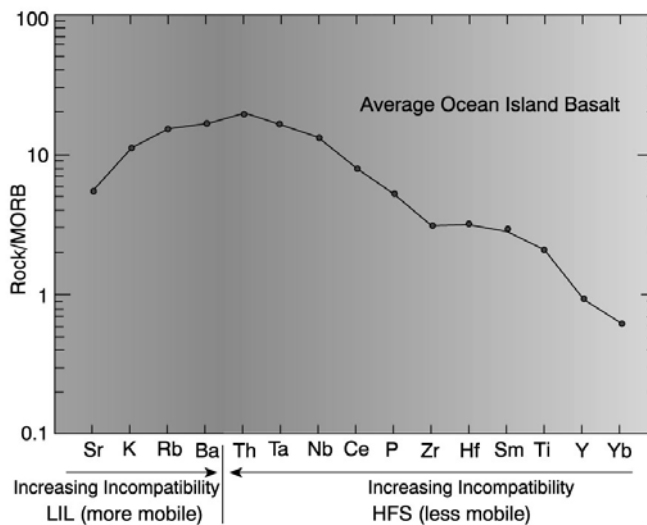 100
Average Ocean Island Basalt
10
Rock/MORB
1
0.1
Sr K Rb Ba Th Ta Nb Ce P Zr Hf Sm Ti Y Yb
Increasing Incompatibility Increasing Incompatibility
LIL (more mobile) HFS (less mobile)